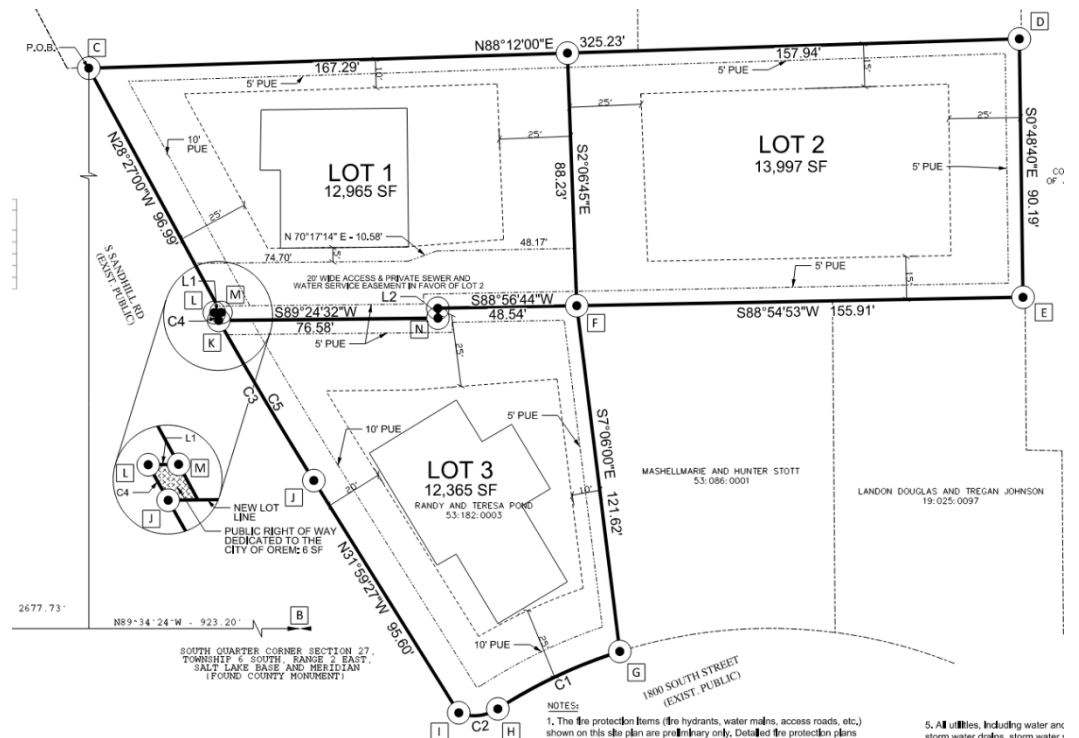 P.O.B.
C
N88°12'00"E 325.23'
D
167.29'
157.94'
5' PUE
5' PUE
10'
15'
25'
25'
10'
PUE
LOT 1
12,965 SF
LOT 2
13,997 SF
5' PUE
N28°27'00"W 96.99'
S2°06'45"E
88.23'
S0°48'40"E 90.19'
CO
OF
25'
25'
N 70°17'14" E - 10.58'
48.17'
74.70'
5'
S SANDHILL RD
(EXIST. PUBLIC)
20' WIDE ACCESS & PRIVATE SEWER AND
WATER SERVICE EASEMENT IN FAVOR OF LOT 2
5' PUE
15'
L1
L
M
L2
S89°24'32"W
76.58'
S88°56'44"W
48.54'
F
S88°54'53"W 155.91'
E
C4
K
N
5' PUE
25'
C3
C5
10' PUE
5' PUE
S7°06'00"E 121.62'
L1
L
M
C4
J
NEW LOT
LINE
PUBLIC RIGHT OF WAY
DEDICATED TO THE
CITY OF OREM: 6 SF
J
20'
LOT 3
12,365 SF
RANDY AND TERESA POND
53:182:0003
10'
MASHELLMARIE AND HUNTER STOTT
53:086:0001
LANDON DOUGLAS AND TREGAN JOHNSON
19:025:0097
N31°59'27"W 95.60'
2677.73'
B
N89°34'24"W - 923.20'
SOUTH QUARTER CORNER SECTION 27,
TOWNSHIP 6 SOUTH, RANGE 2 EAST,
SALT LAKE BASE AND MERIDIAN
(FOUND COUNTY MONUMENT)
10' PUE
25'
G
C1
1800 SOUTH STREET
(EXIST. PUBLIC)
I
C2
H
NOTES:
1. The fire protection items (fire hydrants, water mains, access roads, etc.)
shown on this site plan are preliminary only. Detailed fire protection plans
5. All utilities, including water and
storm water drains, storm water